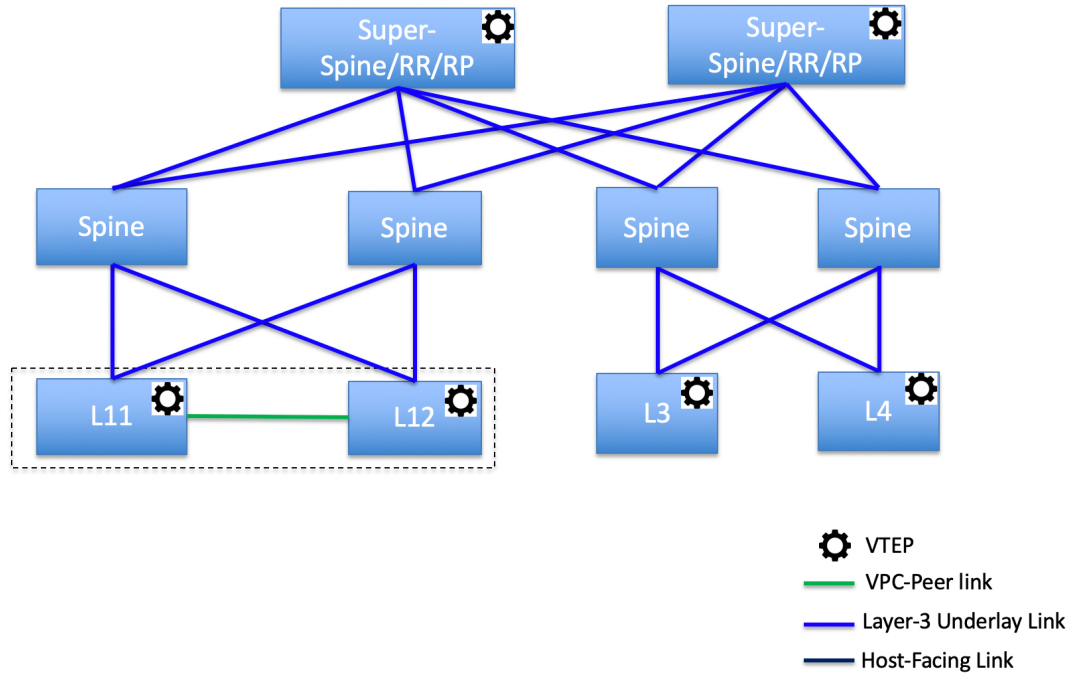 Super-
Spine/RR/RP
Super-
Spine/RR/RP
Spine
Spine
Spine
Spine
L11
L12
L3
L4
VTEP
VPC-Peer link
Layer-3 Underlay Link
Host-Facing Link